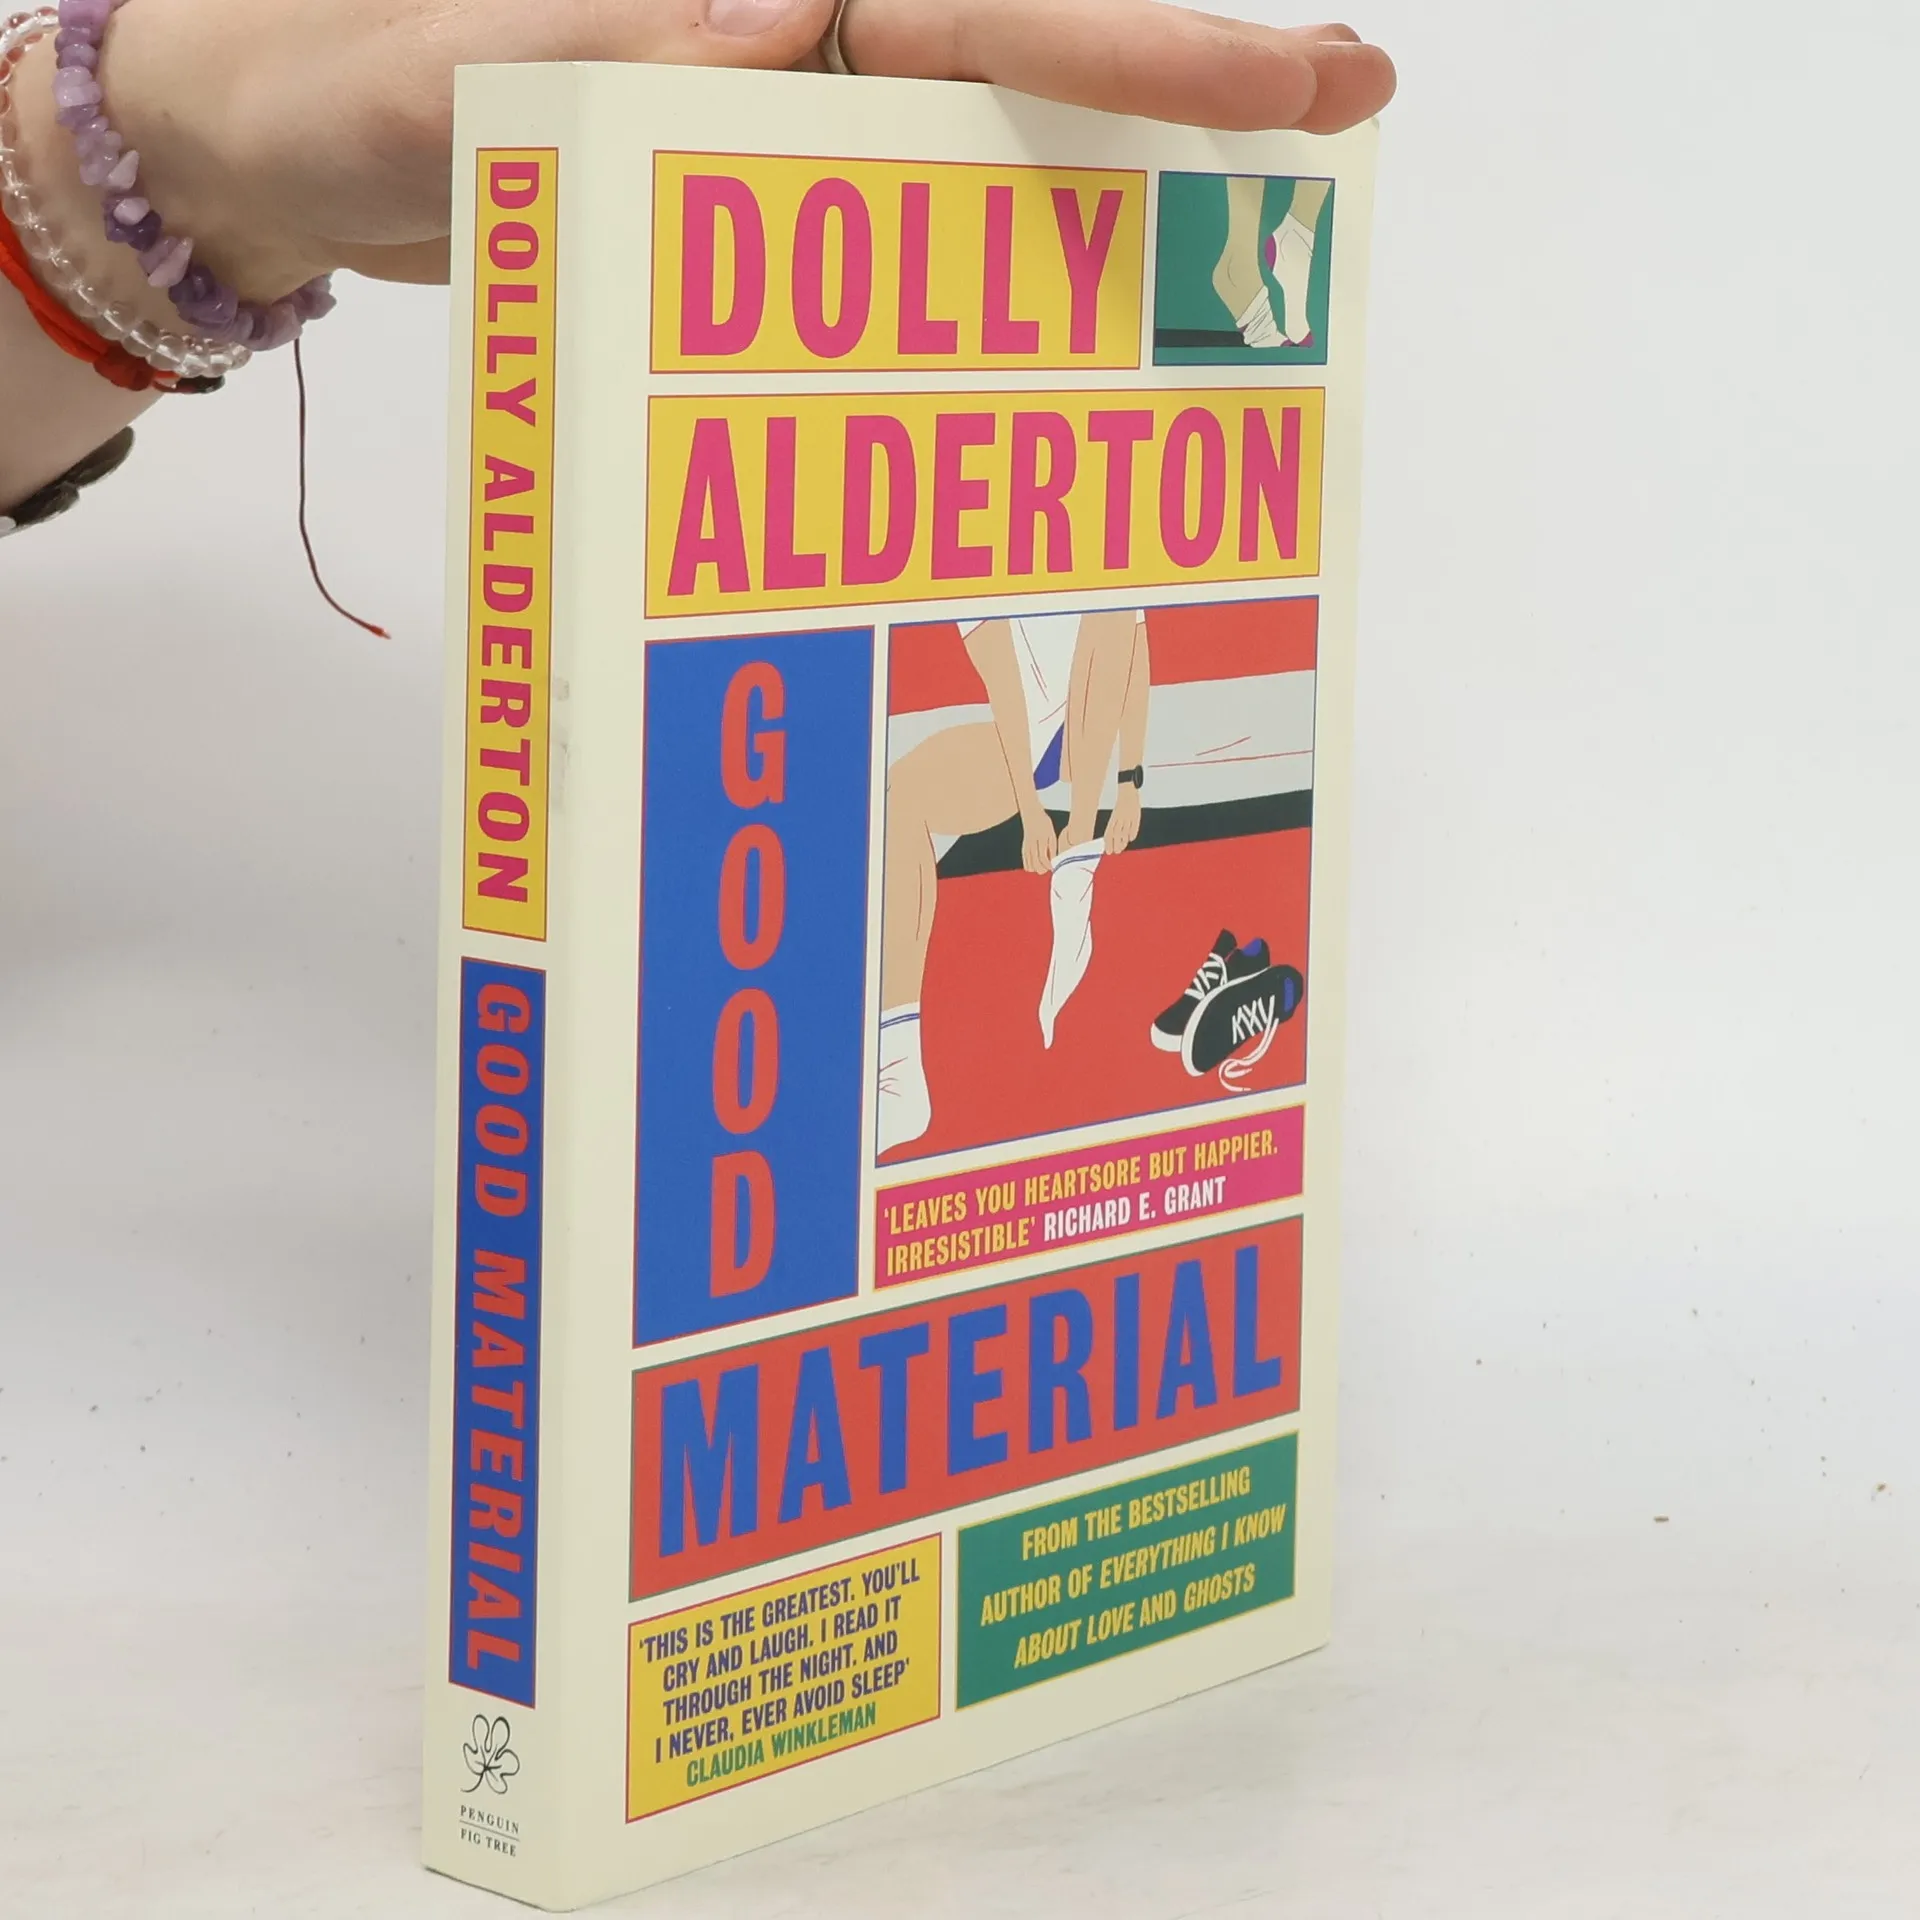 DOLLY ALDERTON
GOOD MATERIAL
PENGUIN
FIG TREE
DOLLY
ALDERTON
GOOD
'LEAVES YOU HEARTSORE BUT HAPPIER.
IRRESISTIBLE' RICHARD E. GRANT
MATERIAL
'THIS IS THE GREATEST. YOU'LL
CRY AND LAUGH. I READ IT
THROUGH THE NIGHT. AND
I NEVER, EVER AVOID SLEEP'
CLAUDIA WINKLEMAN
FROM THE BESTSELLING
AUTHOR OF EVERYTHING I KNOW
ABOUT LOVE AND GHOSTS